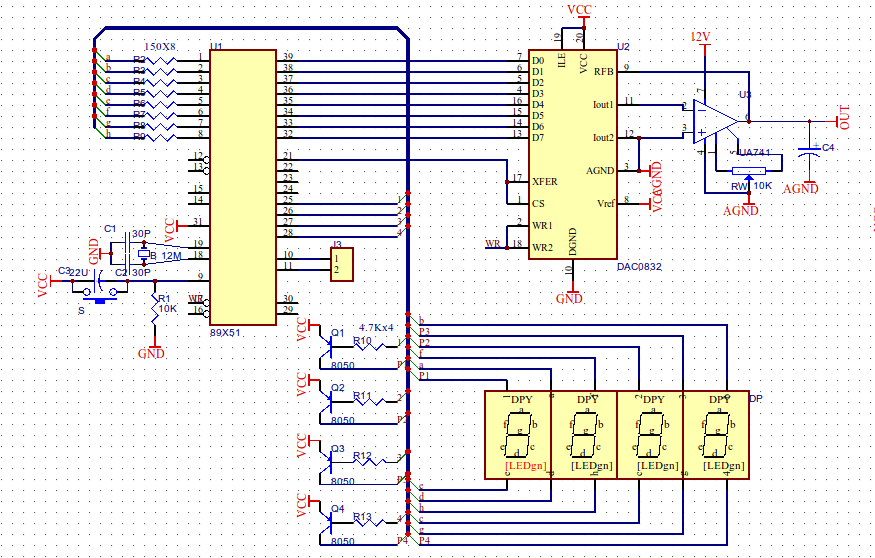 VCC
150X8
U1
U2
12V
a R2 1 39 7 D0
b R3 2 38 6 D1
c R4 3 37 5 D2
d R5 4 36 4 D3
e R6 5 35 16 D4
f R7 6 34 15 D5
g R8 7 33 14 D6
h R9 8 32 13 D7
19 20
ILE VCC
RFB 9
Iout1 11
Iout2 12
AGND 3
Vref 8
AGND
VCC
2 3 7 6 4 1 5
U3
UA741
OUT
C4
RW 10K
AGND
AGND
12 21
13 22
23
15 24
14 25 1
26 2
31 27 3
28 4
17 XFER
1 CS
2 WR1
WR 18 WR2
DGND
10
GND
DAC0832
VCC
C1 30P
GND
B 12M
19
18 10
C2 30P
11
J3
1
2
C3 22U
VCC
9
S
R1
10K
GND
WR 30
16 29
89X51
VCC
Q1
4.7Kx4
R10 1
8050
b
P3
P2
f
a
P1
VCC
Q2
R11 2
8050
VCC
Q3
R12
8050
VCC
Q4
R13 4
8050 P4
DP
DPY DPY DPY DPY
a a a a
f b f b f b f b
g g g g
e c e c e c e c
d d d d
[LEDgn] [LEDgn] [LEDgn] [LEDgn]
e d h c g 4
e
d
h
c
g
P4